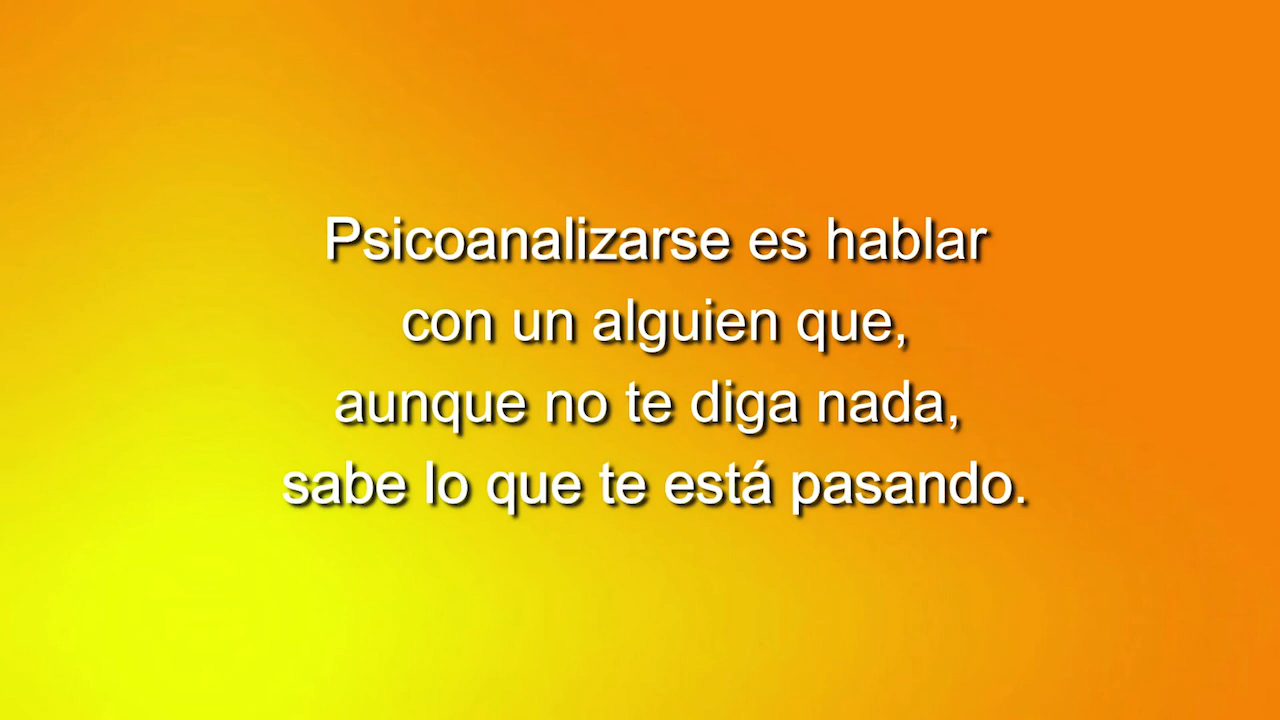 Psicoanalizarse es hablar
con un alguien que,
aunque no te diga nada,
sabe lo que te está pasando.